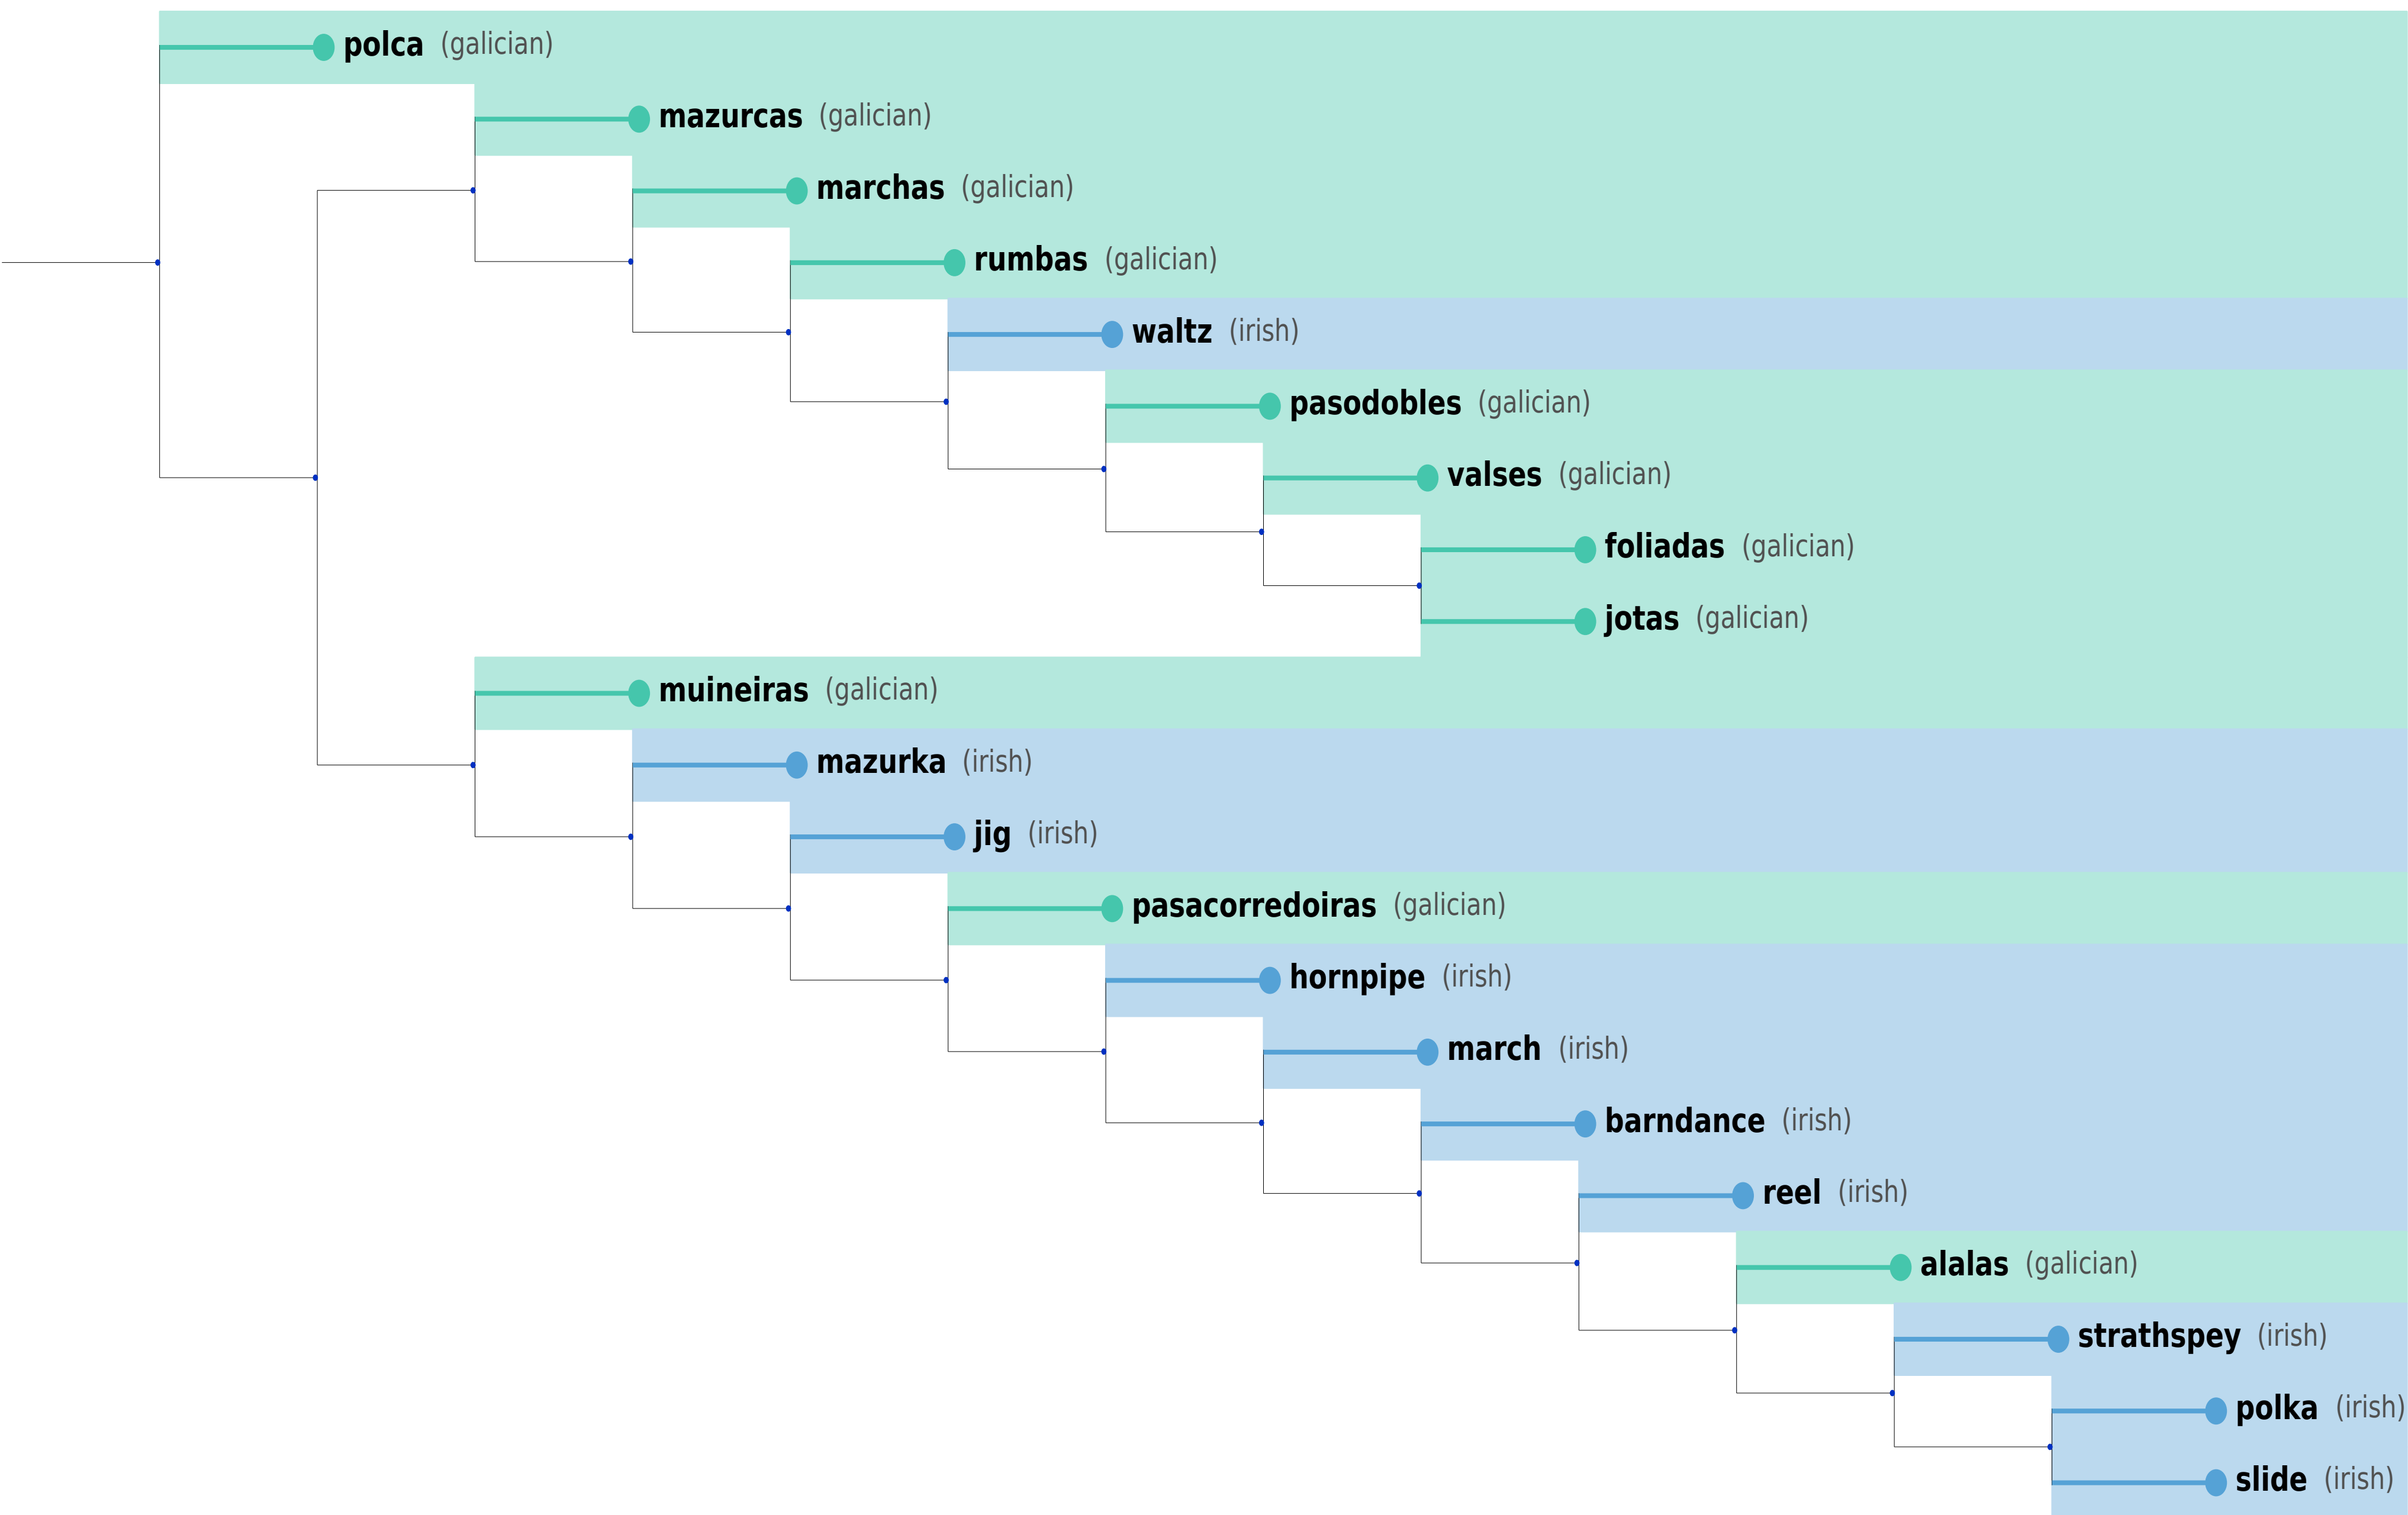 polca (galician)
mazurcas (galician)
marchas (galician)
rumbas (galician)
waltz (irish)
pasodobles (galician)
valses (galician)
foliadas (galician)
jotas (galician)
muineiras (galician)
mazurka (irish)
jig (irish)
pasacorredoiras (galician)
hornpipe (irish)
march (irish)
barndance (irish)
reel (irish)
alalas (galician)
strathspey (irish)
polka (irish)
slide (irish)